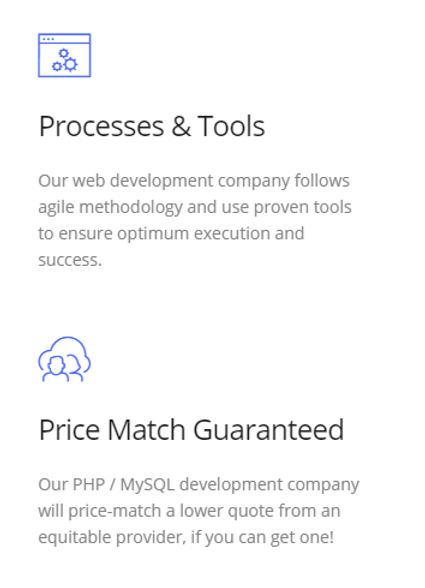 Processes & Tools
Our web development company follows
agile methodology and use proven tools
to ensure optimum execution and
success.
Price Match Guaranteed
Our PHP / MySQL development company
will price-match a lower quote from an
equitable provider, if you can get one!